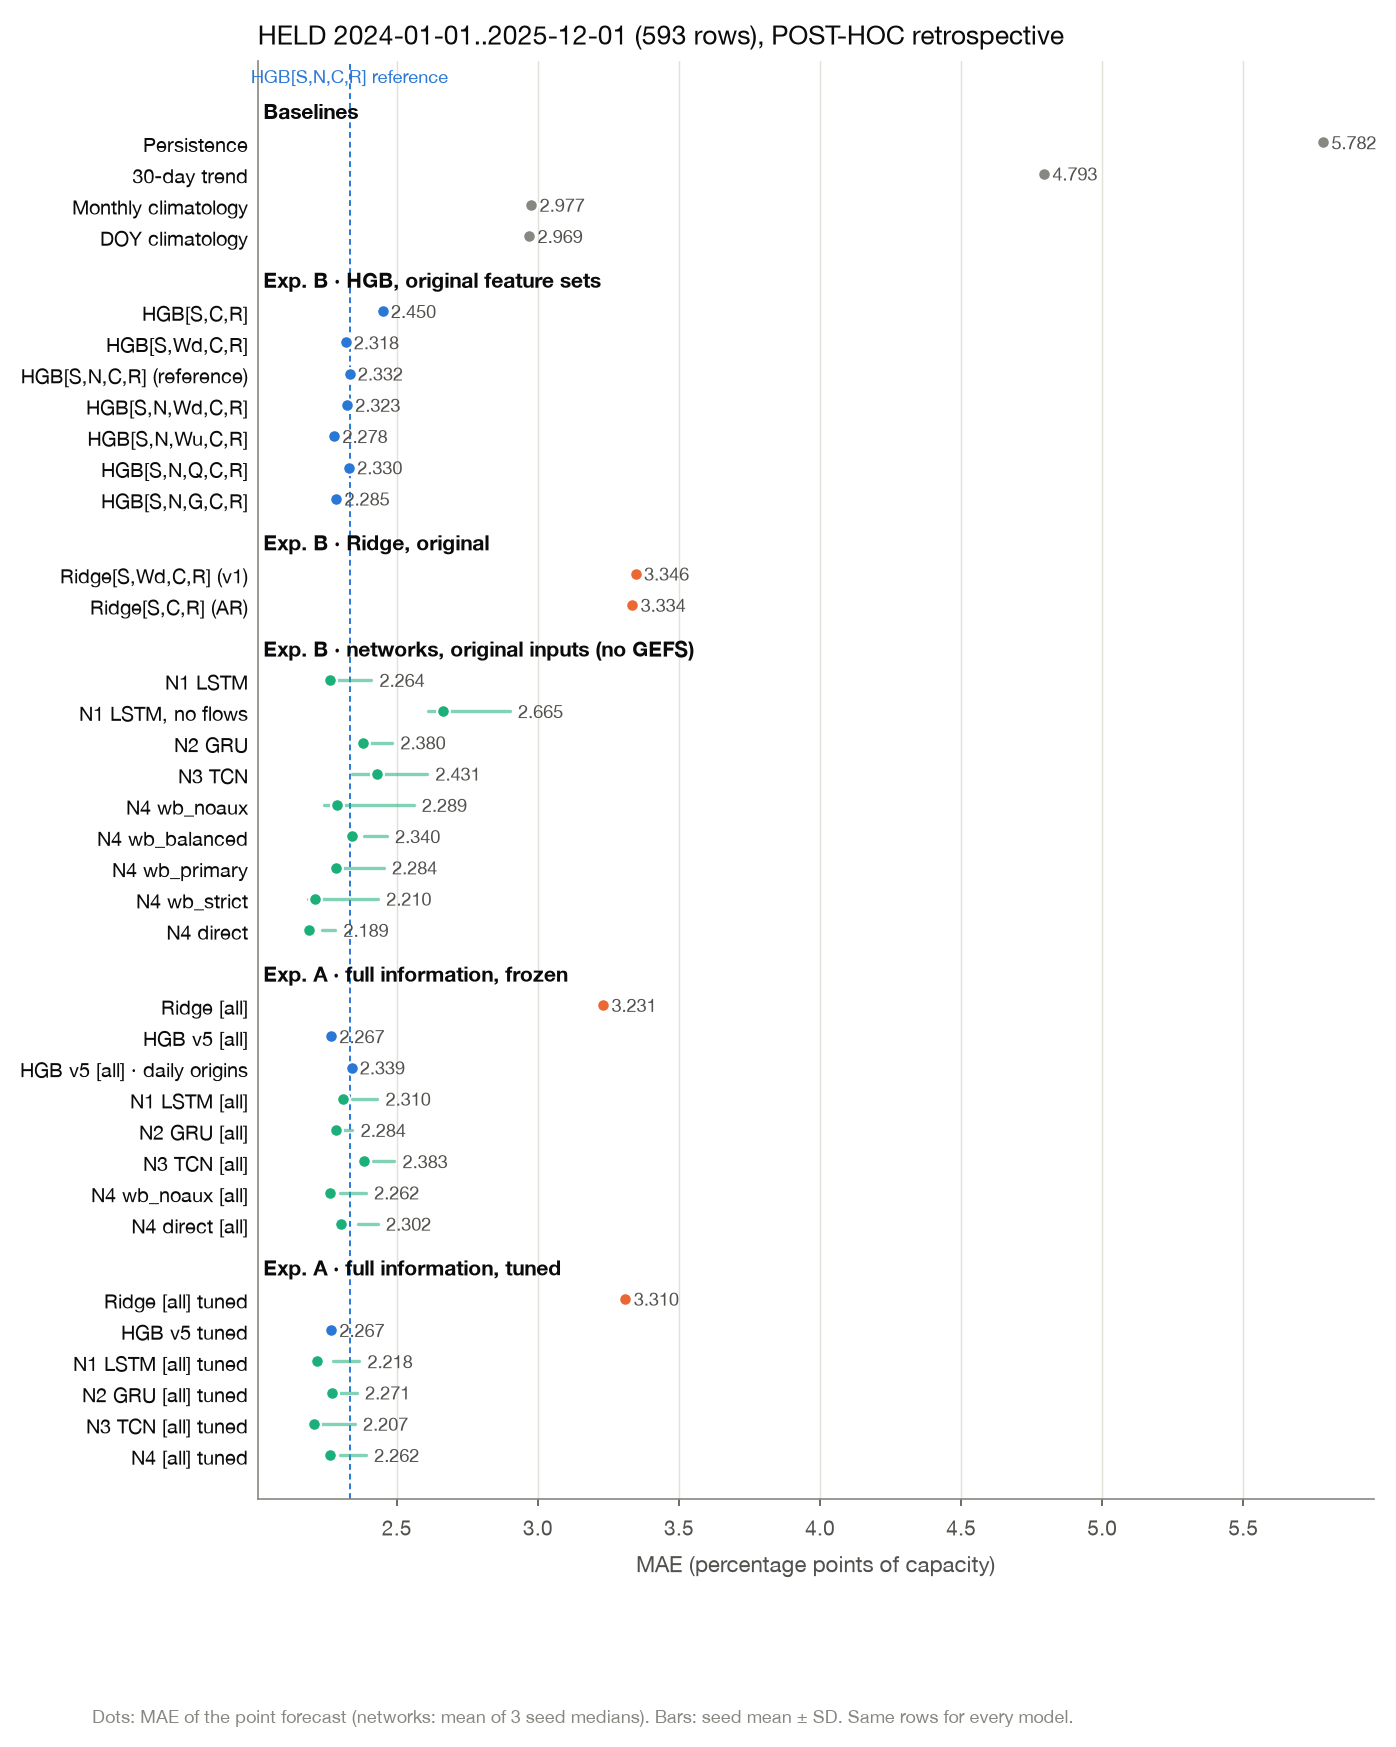 HELD 2024-01-01..2025-12-01 (593 rows), POST-HOC retrospective
HGB[S,N,C,R] reference
Baselines
Persistence 5.782
30-day trend 4.793
Monthly climatology 2.977
DOY climatology 2.969
Exp. B · HGB, original feature sets
HGB[S,C,R] 2.450
HGB[S,Wd,C,R] 2.318
HGB[S,N,C,R] (reference) 2.332
HGB[S,N,Wd,C,R] 2.323
HGB[S,N,Wu,C,R] 2.278
HGB[S,N,Q,C,R] 2.330
HGB[S,N,G,C,R] 2.285
Exp. B · Ridge, original
Ridge[S,Wd,C,R] (v1) 3.346
Ridge[S,C,R] (AR) 3.334
Exp. B · networks, original inputs (no GEFS)
N1 LSTM 2.264
N1 LSTM, no flows 2.665
N2 GRU 2.380
N3 TCN 2.431
N4 wb_noaux 2.289
N4 wb_balanced 2.340
N4 wb_primary 2.284
N4 wb_strict 2.210
N4 direct 2.189
Exp. A · full information, frozen
Ridge [all] 3.231
HGB v5 [all] 2.267
HGB v5 [all] · daily origins 2.339
N1 LSTM [all] 2.310
N2 GRU [all] 2.284
N3 TCN [all] 2.383
N4 wb_noaux [all] 2.262
N4 direct [all] 2.302
Exp. A · full information, tuned
Ridge [all] tuned 3.310
HGB v5 tuned 2.267
N1 LSTM [all] tuned 2.218
N2 GRU [all] tuned 2.271
N3 TCN [all] tuned 2.207
N4 [all] tuned 2.262
2.5 3.0 3.5 4.0 4.5 5.0 5.5
MAE (percentage points of capacity)
Dots: MAE of the point forecast (networks: mean of 3 seed medians). Bars: seed mean ± SD. Same rows for every model.